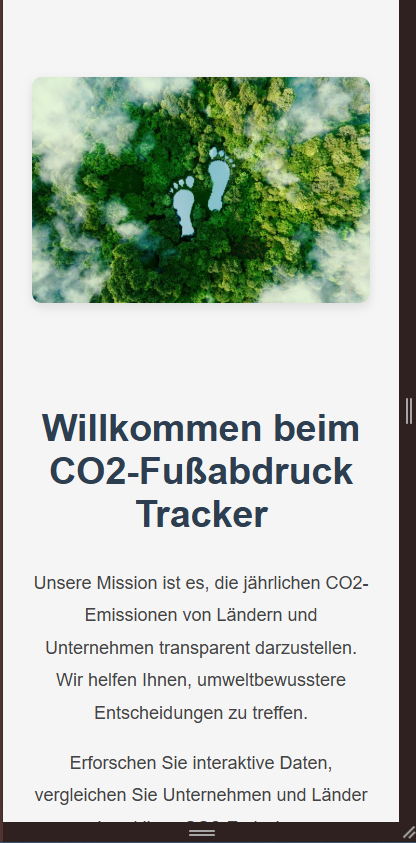 Willkommen beim
CO2-Fußabdruck
Tracker
Unsere Mission ist es, die jährlichen CO2-
Emissionen von Ländern und
Unternehmen transparent darzustellen.
Wir helfen Ihnen, umweltbewusstere
Entscheidungen zu treffen.
Erforschen Sie interaktive Daten,
vergleichen Sie Unternehmen und Länder